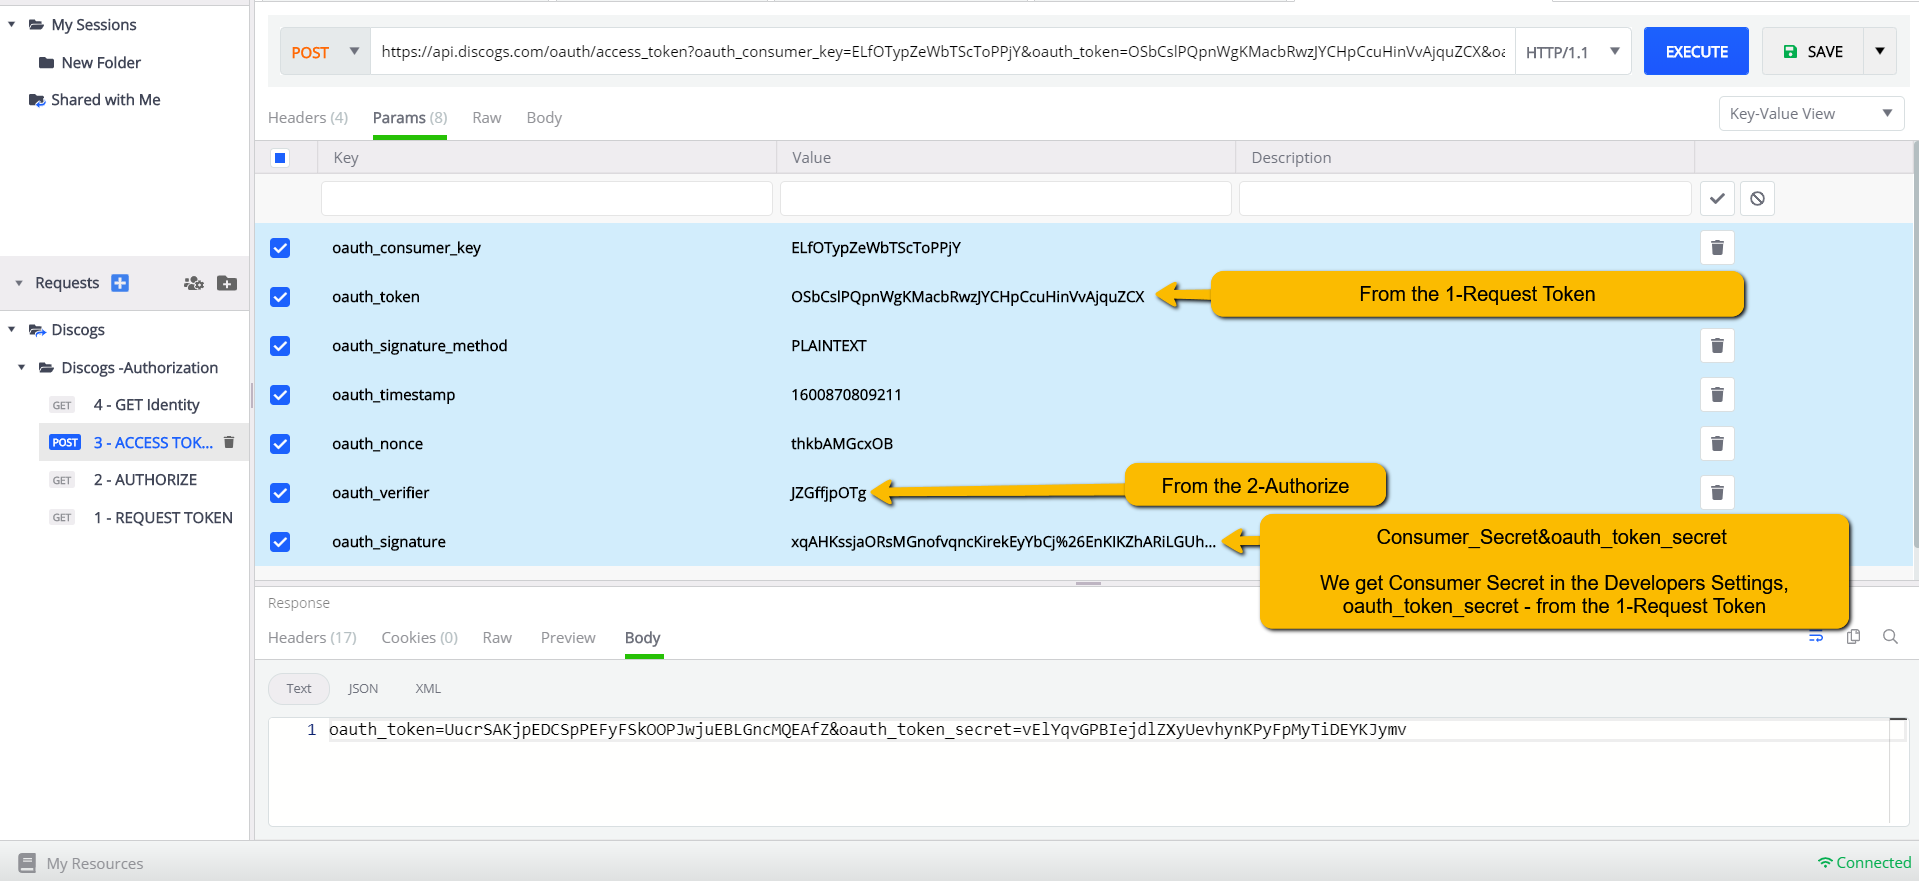 My Sessions
New Folder
Shared with Me
Requests
Discogs
Discogs -Authorization
GET 4 - GET Identity
POST 3 - ACCESS TOK...
GET 2 - AUTHORIZE
GET 1 - REQUEST TOKEN
POST https://api.discogs.com/oauth/access_token?oauth_consumer_key=ELfOTypZeWbTScToPPjY&oauth_token=OSbCslPQpnWgKMacbRwzJYCHpCcuHinVvAjquZCX&oa HTTP/1.1 EXECUTE SAVE
Headers (4) Params (8) Raw Body Key-Value View
Key Value Description
oauth_consumer_key ELfOTypZeWbTScToPPjY
oauth_token OSbCslPQpnWgKMacbRwzJYCHpCcuHinVvAjquZCX From the 1-Request Token
oauth_signature_method PLAINTEXT
oauth_timestamp 1600870809211
oauth_nonce thkbAMGcxOB
oauth_verifier JZGffjpOTg From the 2-Authorize
oauth_signature xqAHKssjaORsMGnofvqncKirekEyYbCj%26EnKIKZhARiLGUh...
Consumer_Secret&oauth_token_secret
We get Consumer Secret in the Developers Settings,
oauth_token_secret - from the 1-Request Token
Response
Headers (17) Cookies (0) Raw Preview Body
Text JSON XML
1 oauth_token=UucrSAKjpEDCSpPEFyFSkOOPJwjuEBLGncMQEAfZ&oauth_token_secret=vElYqvGPBIejdlZXyUevhynKPyFpMyTiDEYKJymv
My Resources
Connected